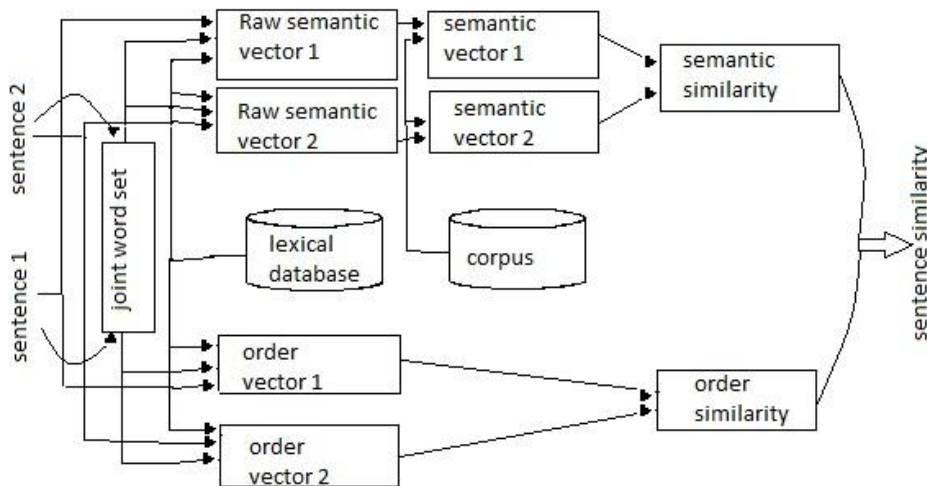 Raw semantic
vector 1
semantic
vector 1
semantic
similarity
Raw semantic
vector 2
semantic
vector 2
sentence 2
joint word set
sentence 1
lexical
database
corpus
sentence similarity
order
vector 1
order
similarity
order
vector 2